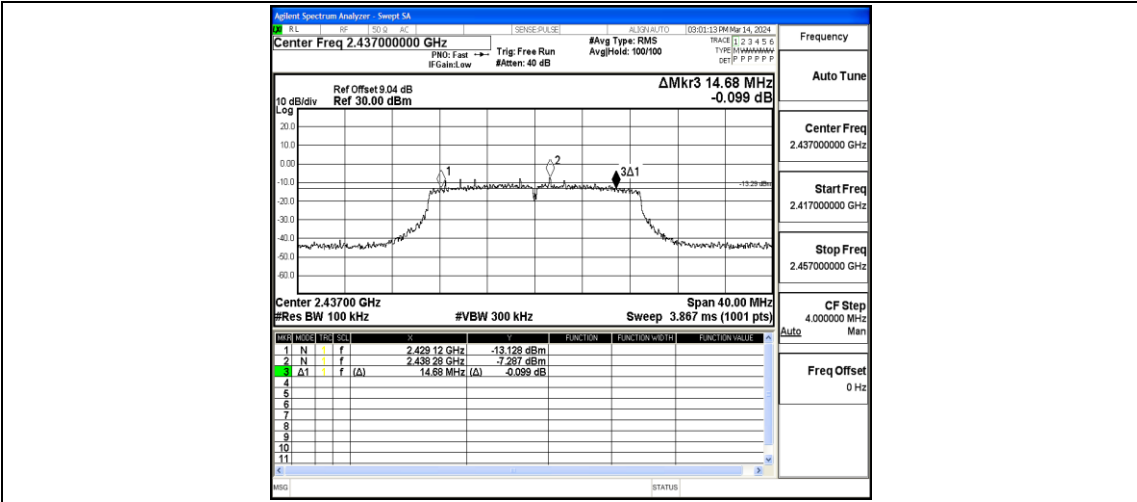 Agilent Spectrum Analyzer - Swept SA
RL RF 50 Ω AC SENSE:PULSE ALIGN AUTO 03:01:13 PM Mar 14, 2024
Center Freq 2.437000000 GHz
PNO: Fast
IFGain:Low
Trig: Free Run
#Atten: 40 dB
#Avg Type: RMS
Avg|Hold: 100/100
TRACE 1 2 3 4 5 6
TYPE MWWWWW
DET P P P P P P
Frequency
Auto Tune
ΔMkr3 14.68 MHz
-0.099 dB
Ref Offset 9.04 dB
Ref 30.00 dBm
10 dB/div
Log
20.0
10.0
0.00
-10.0
-20.0
-30.0
-40.0
-50.0
-60.0
1
2
3Δ1
-13.29 dBm
Center Freq
2.437000000 GHz
Start Freq
2.417000000 GHz
Stop Freq
2.457000000 GHz
CF Step
4.000000 MHz
Auto Man
Freq Offset
0 Hz
Center 2.43700 GHz Span 40.00 MHz
#Res BW 100 kHz #VBW 300 kHz Sweep 3.867 ms (1001 pts)
MKR MODE TRC SCL X Y FUNCTION FUNCTION WIDTH FUNCTION VALUE
1 N 1 f 2.429 12 GHz -13.128 dBm
2 N 1 f 2.438 28 GHz -7.287 dBm
3 Δ1 1 f (Δ) 14.68 MHz (Δ) -0.099 dB
4
5
6
7
8
9
10
11
MSG STATUS